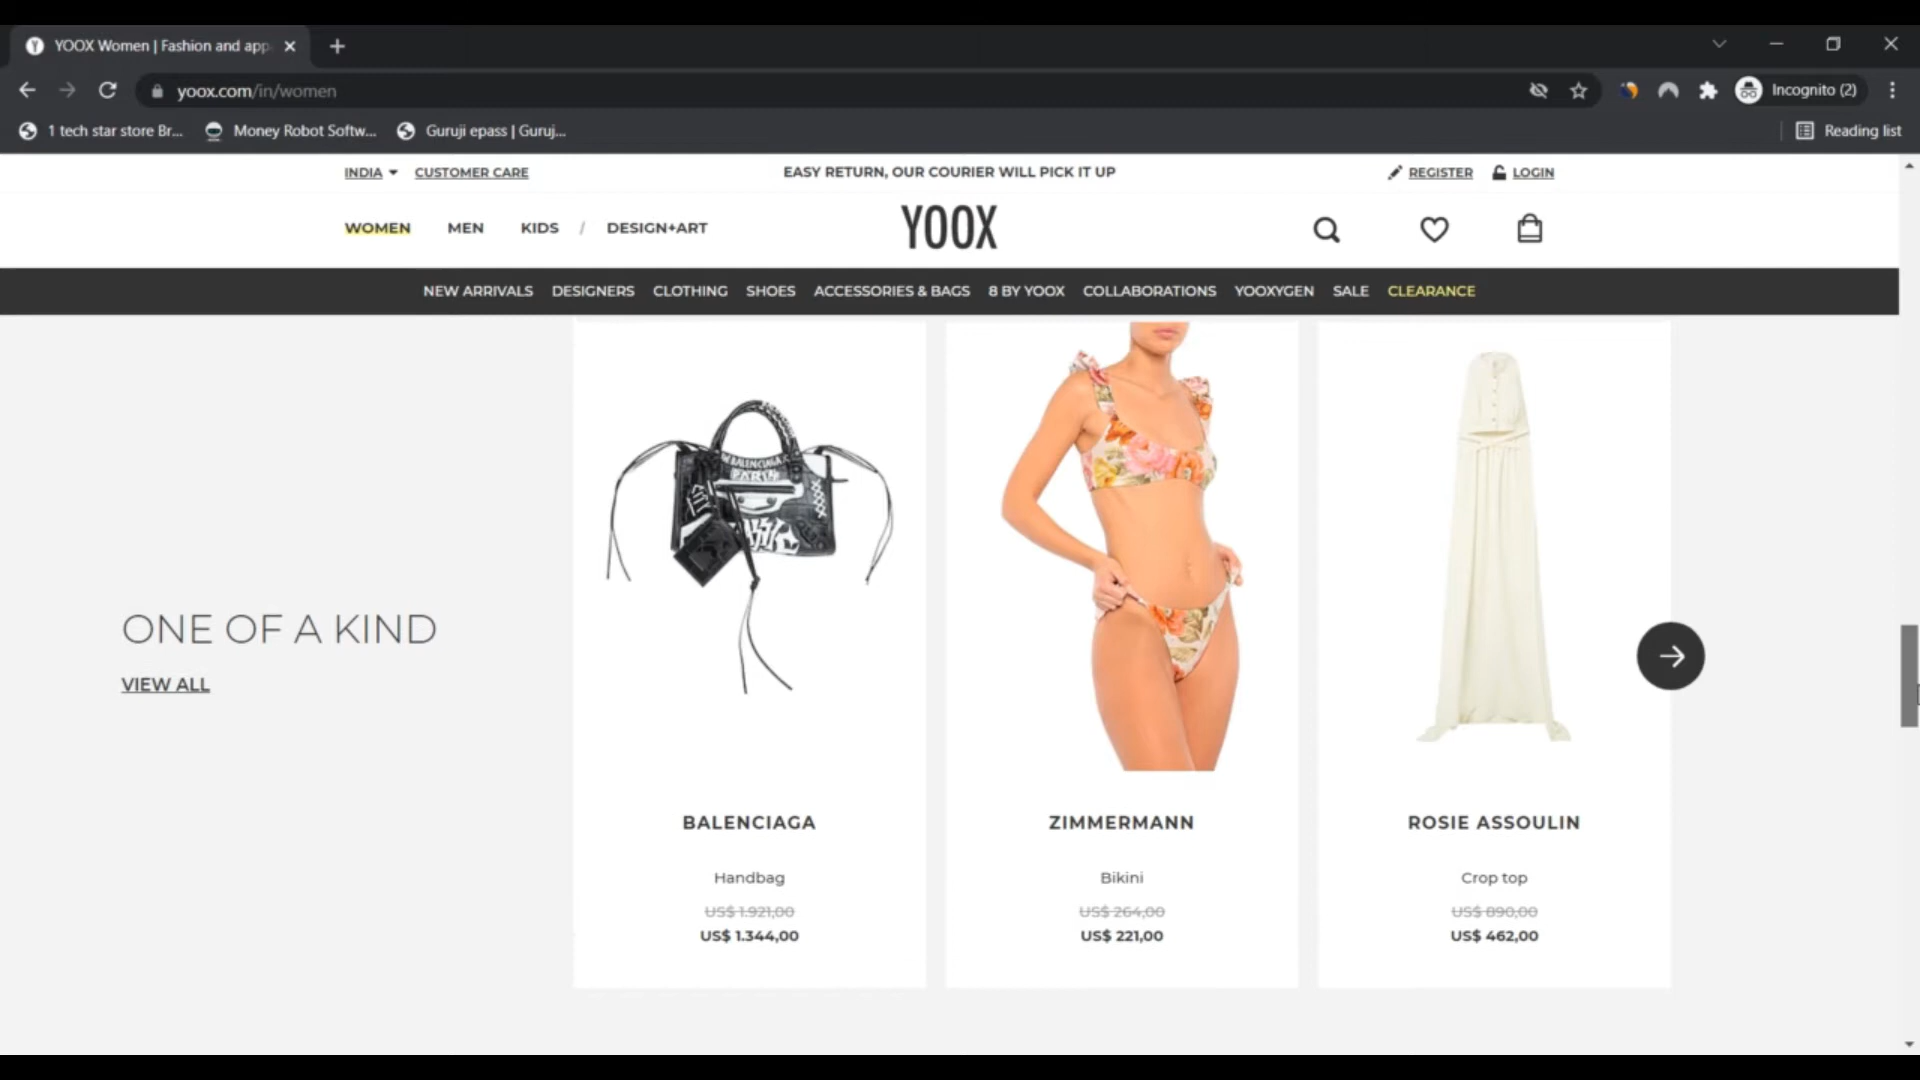 YOOX Women | Fashion and app
yoox.com/in/women
Incognito (2)
1 tech star store Br...
Money Robot Softw...
Guruji epass | Guruj...
Reading list
INDIA
CUSTOMER CARE
EASY RETURN, OUR COURIER WILL PICK IT UP
REGISTER
LOGIN
WOMEN
MEN
KIDS
/
DESIGN+ART
YOOX
NEW ARRIVALS
DESIGNERS
CLOTHING
SHOES
ACCESSORIES & BAGS
8 BY YOOX
COLLABORATIONS
YOOXYGEN
SALE
CLEARANCE
BALENCIAGA
ONE OF A KIND
VIEW ALL
BALENCIAGA
Handbag
US$ 1.921,00
US$ 1.344,00
ZIMMERMANN
Bikini
US$ 264,00
US$ 221,00
ROSIE ASSOULIN
Crop top
US$ 890,00
US$ 462,00